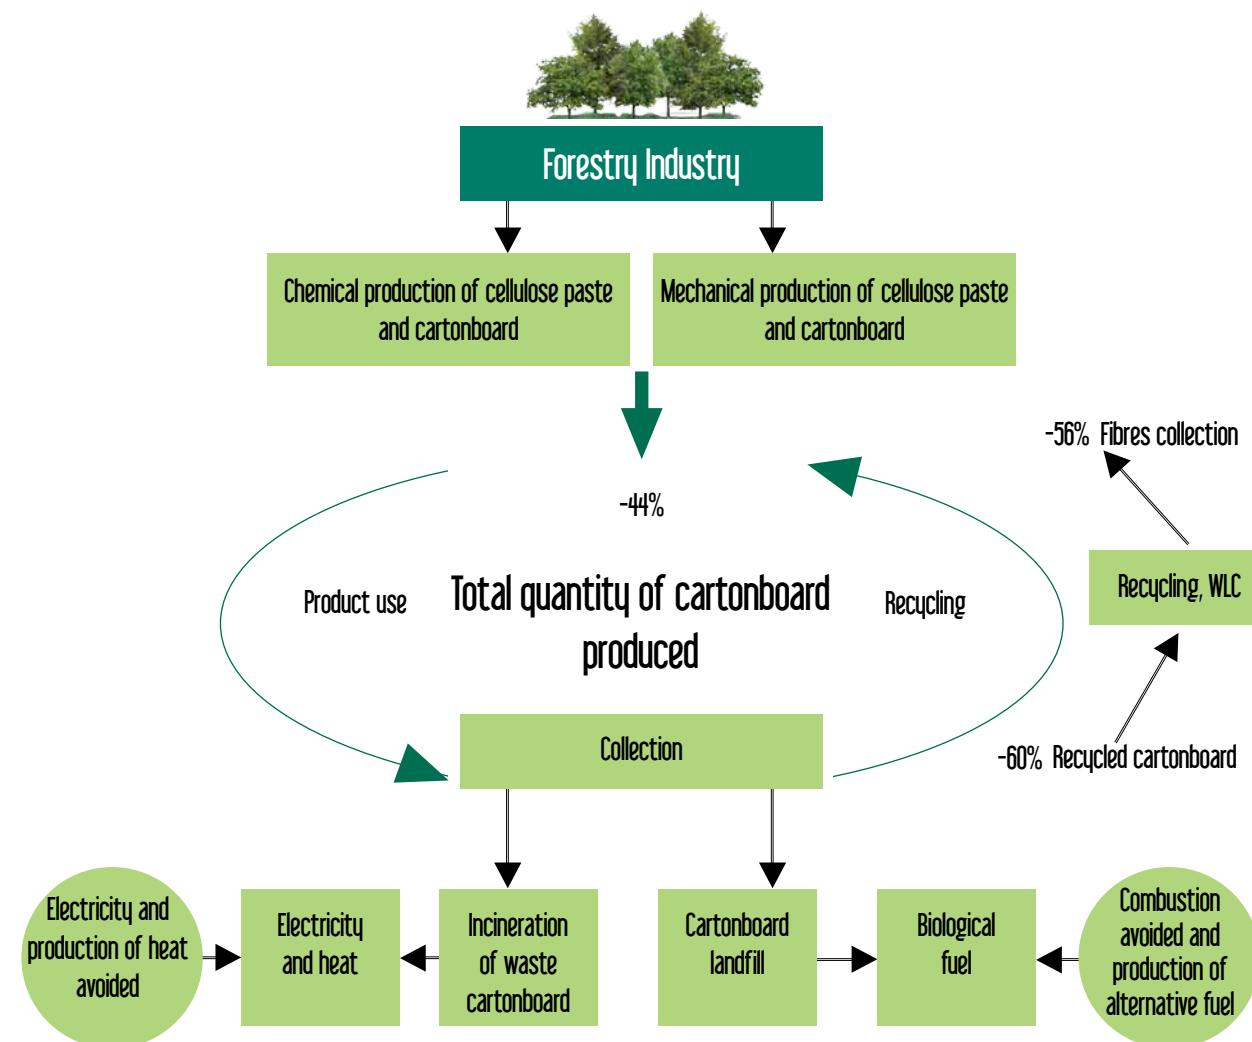 Forestry Industry
Chemical production of cellulose paste
and cartonboard
Mechanical production of cellulose paste
and cartonboard
-56% Fibres collection
-44%
Product use
Total quantity of cartonboard
produced
Recycling
Recycling, WLC
Collection
-60% Recycled cartonboard
Electricity and
production of heat
avoided
Electricity
and heat
Incineration
of waste
cartonboard
Cartonboard
landfill
Biological
fuel
Combustion
avoided and
production of
alternative fuel